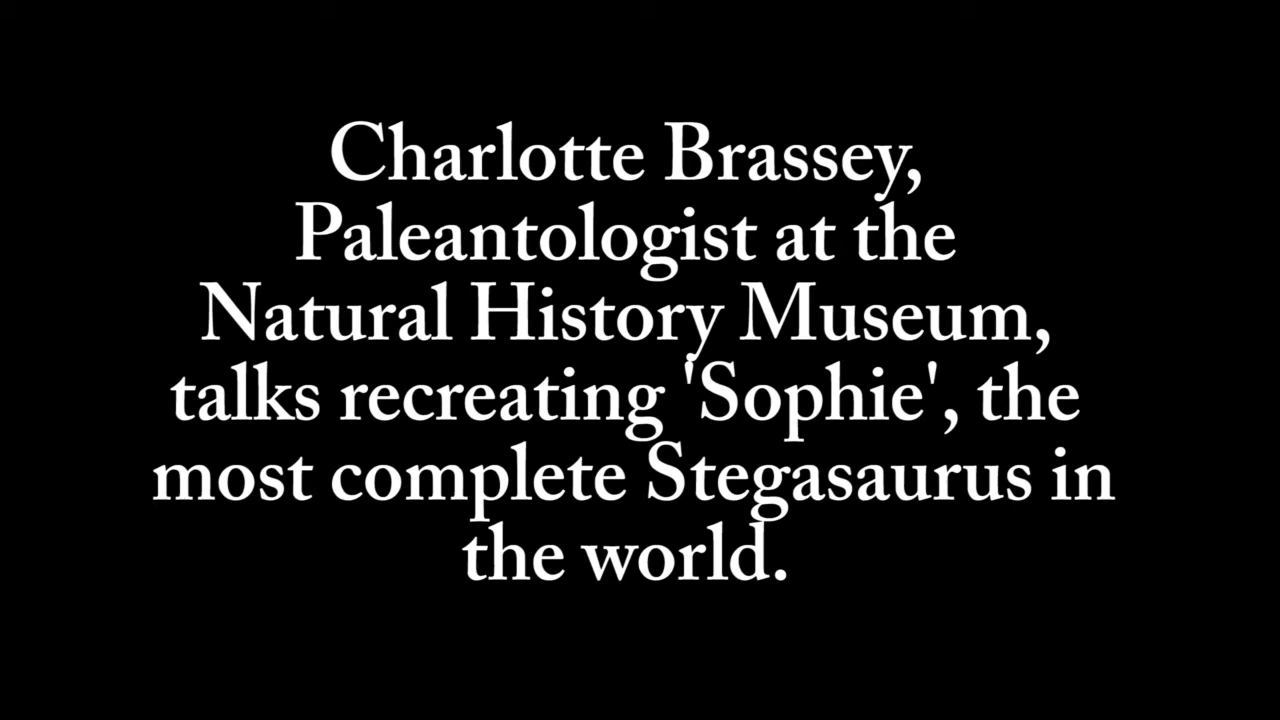 Charlotte Brassey,
Paleantologist at the
Natural History Museum,
talks recreating 'Sophie', the
most complete Stegasaurus in
the world.